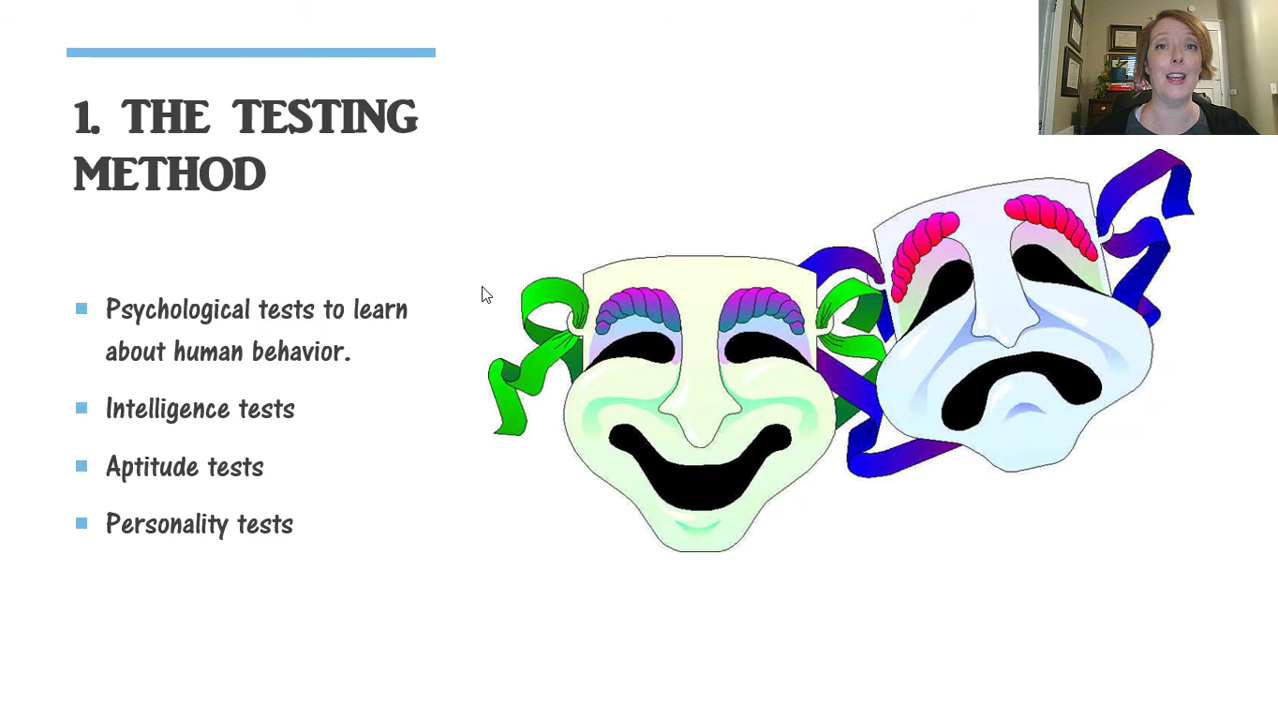 1. THE TESTING
METHOD
Psychological tests to learn
about human behavior.
Intelligence tests
Aptitude tests
Personality tests